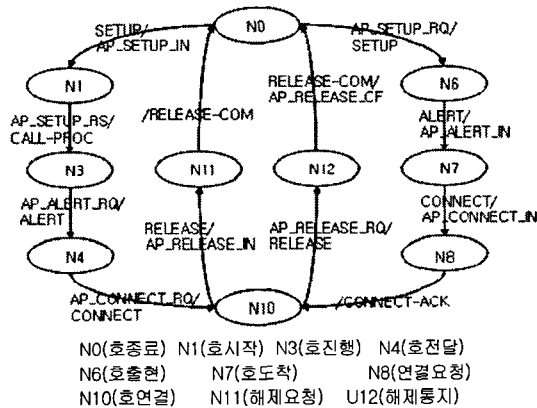 N0
SETUP/
AP_SETUP_IN
AP_SETUP_RQ/
SETUP
N1
N6
AP_SETUP_RS/
CALL-PROC
/RELEASE-COM
RELEASE-COM/
AP_RELEASE_CF
ALERT/
AP_ALERT_IN
N3
N11
N12
N7
AP_ALERT_RQ/
ALERT
RELEASE/
AP_RELEASE_IN
AP_RELEASE_RQ/
RELEASE
CONNECT/
AP_CONNECT_IN
N4
N8
AP_CONNECT_RQ/
CONNECT
N10
/CONNECT-ACK
N0(호종료) N1(호시작) N3(호진행) N4(호전달)
N6(호출현) N7(호도착) N8(연결요청)
N10(호연결) N11(해제요청) U12(해제통지)